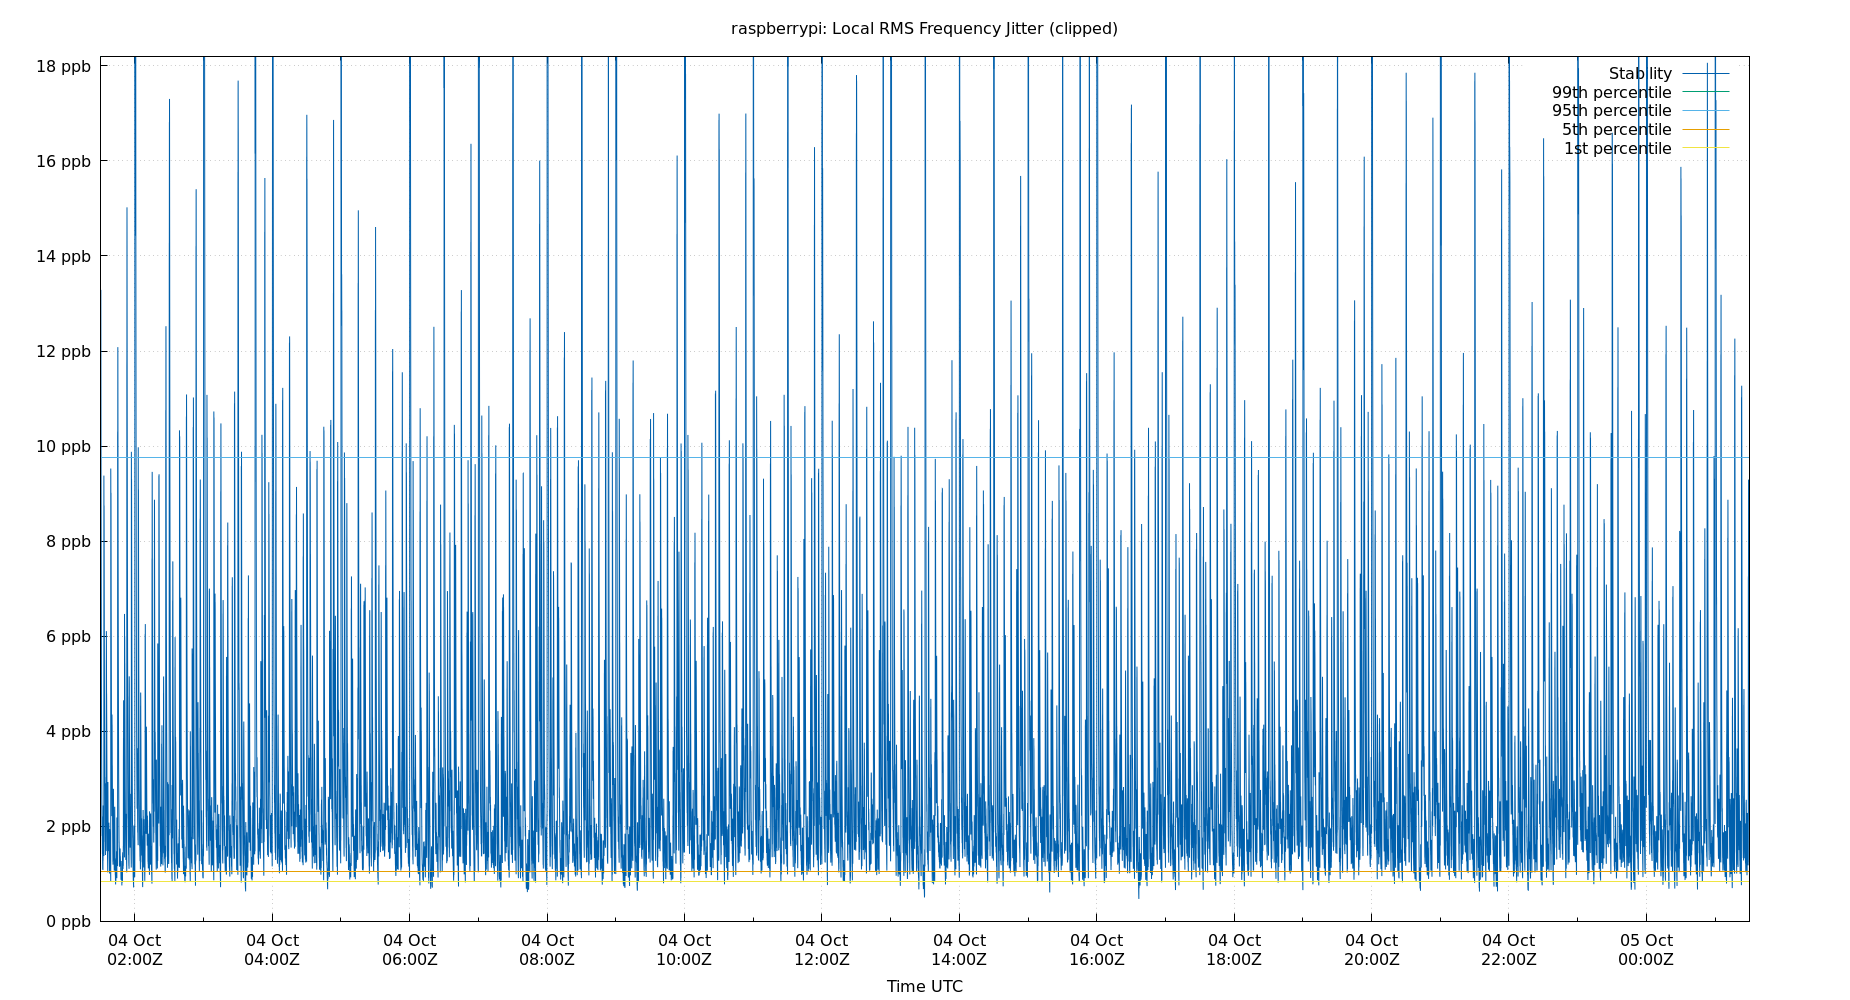 raspberrypi: Local RMS Frequency Jitter (clipped)
18 ppb
16 ppb
14 ppb
12 ppb
10 ppb
8 ppb
6 ppb
4 ppb
2 ppb
0 ppb
Stability
99th percentile
95th percentile
5th percentile
1st percentile
04 Oct 04 Oct 04 Oct 04 Oct 04 Oct 04 Oct 04 Oct 04 Oct 04 Oct 04 Oct 04 Oct 05 Oct
02:00Z 04:00Z 06:00Z 08:00Z 10:00Z 12:00Z 14:00Z 16:00Z 18:00Z 20:00Z 22:00Z 00:00Z
Time UTC